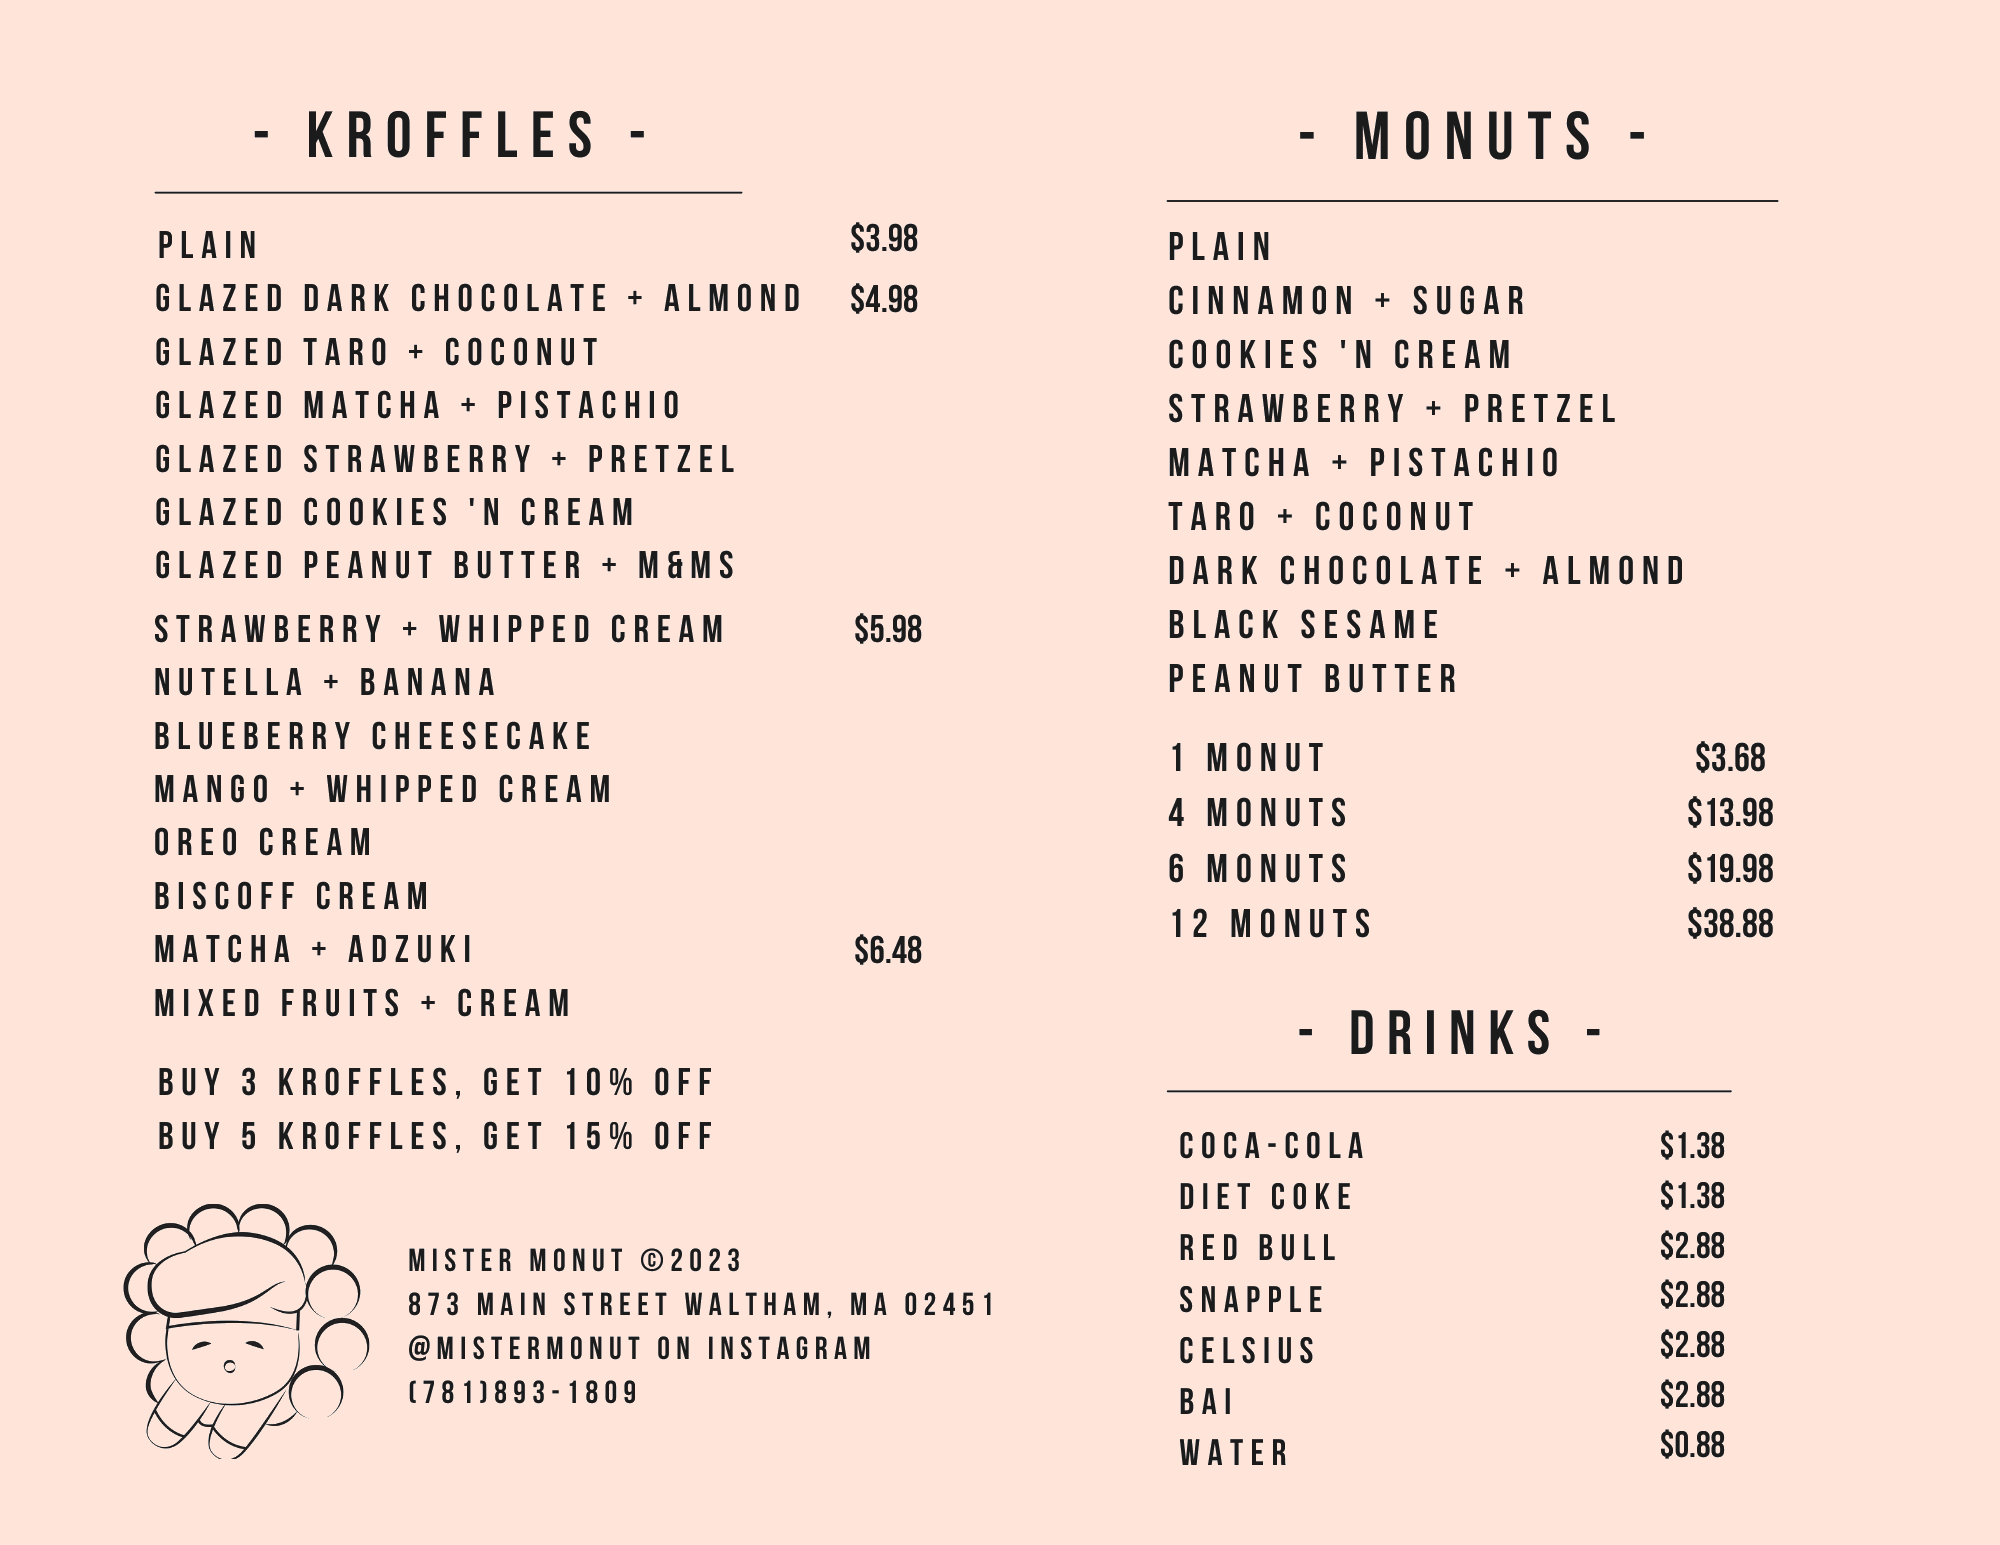 - KROFFLES -
PLAIN $3.98
GLAZED DARK CHOCOLATE + ALMOND $4.98
GLAZED TARO + COCONUT
GLAZED MATCHA + PISTACHIO
GLAZED STRAWBERRY + PRETZEL
GLAZED COOKIES 'N CREAM
GLAZED PEANUT BUTTER + M&MS
STRAWBERRY + WHIPPED CREAM $5.98
NUTELLA + BANANA
BLUEBERRY CHEESECAKE
MANGO + WHIPPED CREAM
OREO CREAM
BISCOFF CREAM
MATCHA + ADZUKI $6.48
MIXED FRUITS + CREAM
BUY 3 KROFFLES, GET 10% OFF
BUY 5 KROFFLES, GET 15% OFF
MISTER MONUT ©2023
873 MAIN STREET WALTHAM, MA 02451
@MISTERMONUT ON INSTAGRAM
(781)893-1809
- MONUTS -
PLAIN
CINNAMON + SUGAR
COOKIES 'N CREAM
STRAWBERRY + PRETZEL
MATCHA + PISTACHIO
TARO + COCONUT
DARK CHOCOLATE + ALMOND
BLACK SESAME
PEANUT BUTTER
1 MONUT $3.68
4 MONUTS $13.98
6 MONUTS $19.98
12 MONUTS $38.88
- DRINKS -
COCA-COLA $1.38
DIET COKE $1.38
RED BULL $2.88
SNAPPLE $2.88
CELSIUS $2.88
BAI $2.88
WATER $0.88